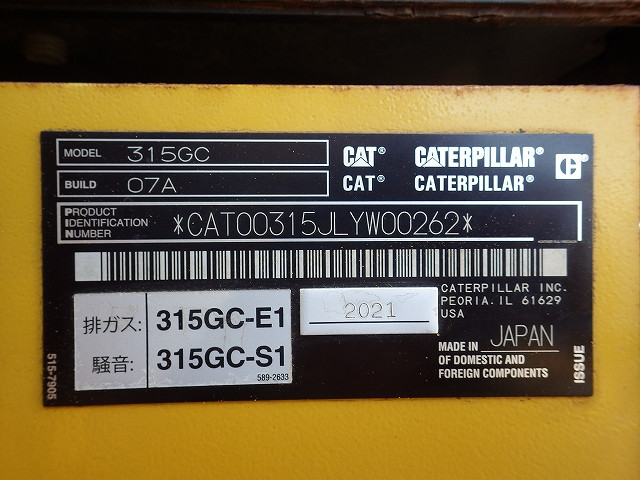 MODEL 315GC
CAT® CATERPILLAR®
BUILD 07A
CAT® CATERPILLAR®
PRODUCT
IDENTIFICATION
NUMBER
*CAT00315JLYW00262*
排ガス: 315GC-E1
騒音: 315GC-S1
589-2633
2021
CATERPILLAR INC.
PEORIA. IL 61629
USA
MADE IN JAPAN
OF DOMESTIC AND
FOREIGN COMPONENTS
ISSUE
515-7905